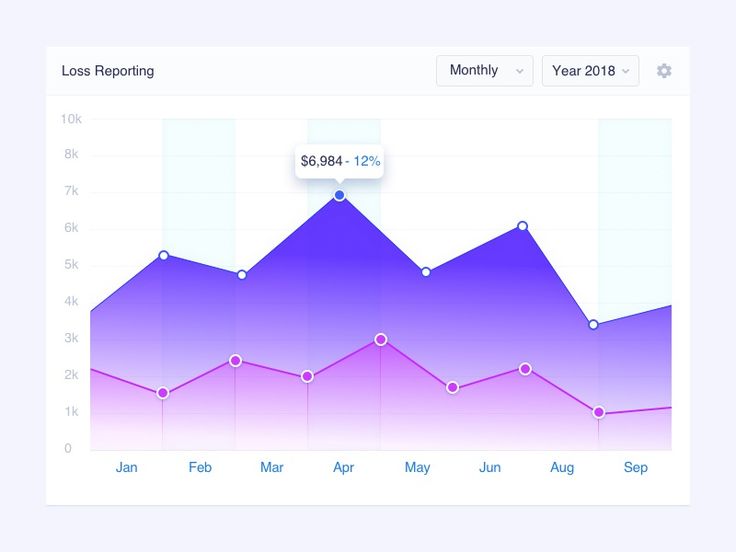 Loss Reporting
Monthly
Year 2018
10k
8k
$6,984 - 12%
7k
6k
5k
4k
3k
2k
1k
0
Jan Feb Mar Apr May Jun Aug Sep